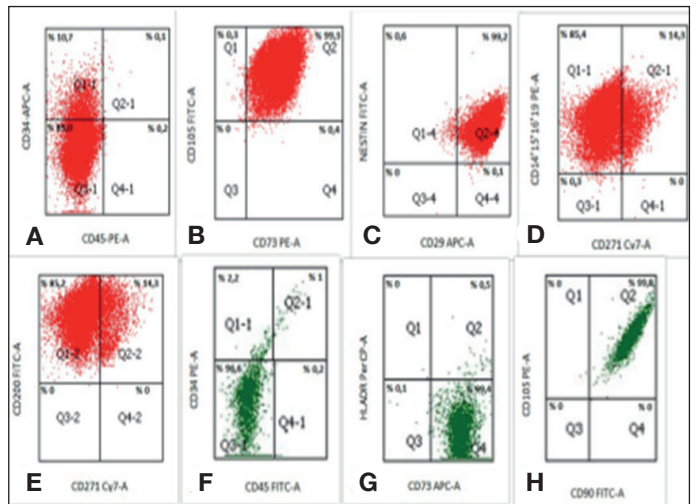 % 10,7 % 0,1
Q1-1
Q2-1
% 0,2
Q3-1 Q4-1
CD34-APC-A
CD45-PE-A
A
% 0,3 % 99,3
Q1 Q2
% 0 % 0,4
Q3 Q4
CD105 FITC-A
CD73 PE-A
B
% 0,6 % 99,2
Q1-4 Q2-4
% 0 % 0,1
Q3-4 Q4-4
NESTIN FITC-A
CD29 APC-A
C
% 85,4 % 14,3
Q1-1 Q2-1
% 0,3 % 0
Q3-1 Q4-1
CD14*15*16*19 PE-A
CD271 Cy7-A
D
% 85,2 % 14,3
Q1-2 Q2-2
% 0 % 0
Q3-2 Q4-2
CD200 FITC-A
CD271 Cy7-A
E
% 2,2 % 1
Q1-1 Q2-1
% 96,6 % 0,2
Q3-1 Q4-1
CD34 PE-A
CD45 FITC-A
F
% 0 % 0,5
Q1 Q2
% 0,1 % 99,4
Q3 Q4
HLADR PerCP-A
CD73 APC-A
G
% 0 % 99,8
Q1 Q2
% 0 % 0
Q3 Q4
CD105 PE-A
CD90 FITC-A
H